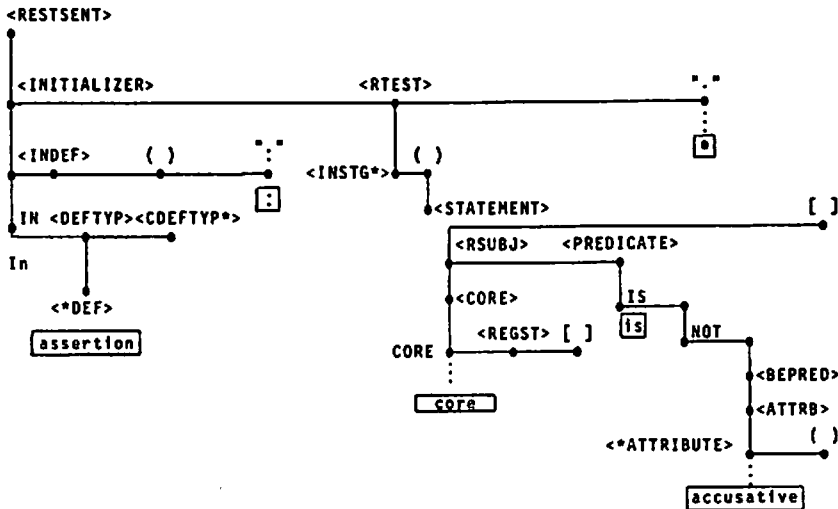 <RESTSENT>
<INITIALIZER> <RTEST> "."
.
<INDEF> ( ) ":"
<INSTG*> ( )
:
<STATEMENT>
IN <DEFTYP><CDEFTYP*> [ ]
<RSUBJ> <PREDICATE>
In
<*DEF> <CORE> IS
is
assertion CORE <REGST> [ ] NOT
<BEPRED>
core <ATTRB>
<*ATTRIBUTE> ( )
accusative